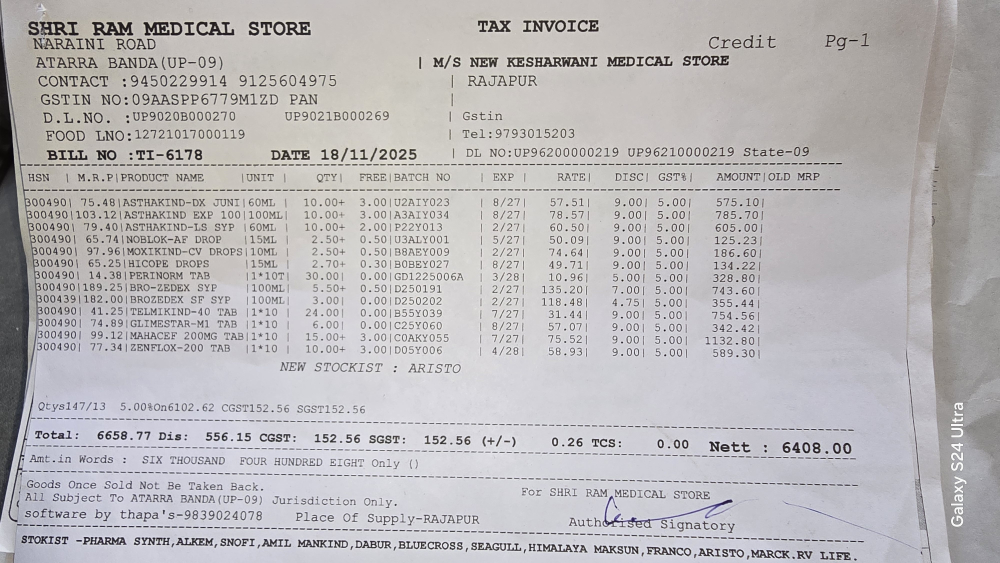 SHRI RAM MEDICAL STORE
TAX INVOICE
NARAINI ROAD
Credit Pg-1
ATARRA BANDA(UP-09) | M/S NEW KESHARWANI MEDICAL STORE
CONTACT :9450229914 9125604975 | RAJAPUR
GSTIN NO:09AASPP6779M1ZD PAN |
D.L.NO. :UP9020B000270 UP9021B000269 | Gstin
FOOD LNO:12721017000119 | Tel:9793015203
BILL NO :TI-6178 DATE 18/11/2025 | DL NO:UP96200000219 UP96210000219 State-09
HSN | M.R.P|PRODUCT NAME |UNIT | QTY| FREE|BATCH NO | EXP | RATE| DISC| GST%| AMOUNT|OLD MRP
300490| 75.48|ASTHAKIND-DX JUNI|60ML | 10.00+ 3.00|U2AIY023 | 8/27| 57.51| 9.00| 5.00| 575.10|
300490|103.12|ASTHAKIND EXP 100|100ML| 10.00+ 3.00|A3AIY034 | 8/27| 78.57| 9.00| 5.00| 785.70|
300490| 79.40|ASTHAKIND-LS SYP |60ML | 10.00+ 2.00|P22Y013 | 2/27| 60.50| 9.00| 5.00| 605.00|
300490| 65.74|NOBLOK-AF DROP |15ML | 2.50+ 0.50|U3ALY001 | 5/27| 50.09| 9.00| 5.00| 125.23|
300490| 97.96|MOXIKIND-CV DROPS|10ML | 2.50+ 0.50|B8AEY009 | 2/27| 74.64| 9.00| 5.00| 186.60|
300490| 65.25|HICOPE DROPS |15ML | 2.70+ 0.30|BOBEY027 | 8/27| 49.71| 9.00| 5.00| 134.22|
300490| 14.38|PERINORM TAB |1*10T| 30.00| 0.00|GD1225006A | 3/28| 10.96| 5.00| 5.00| 328.80|
300490|189.25|BRO-ZEDEX SYP |100ML| 5.50+ 0.50|D250191 | 2/27| 135.20| 7.00| 5.00| 743.60|
300439|182.00|BROZEDEX SF SYP |100ML| 3.00| 0.00|D250202 | 2/27| 118.48| 4.75| 5.00| 355.44|
300490| 41.25|TELMIKIND-40 TAB |1*10 | 24.00| 0.00|B55Y039 | 7/27| 31.44| 9.00| 5.00| 754.56|
300490| 74.89|GLIMESTAR-M1 TAB |1*10 | 6.00| 0.00|C25Y060 | 8/27| 57.07| 9.00| 5.00| 342.42|
300490| 99.12|MAHACEF 200MG TAB|1*10 | 15.00+ 3.00|COAKY055 | 7/27| 75.52| 9.00| 5.00| 1132.80|
300490| 77.34|ZENFLOX-200 TAB |1*10 | 10.00+ 1.00|D05Y006 | 4/28| 58.93| 9.00| 5.00| 589.30|
NEW STOCKIST : ARISTO
Qtys147/13 5.00%On6102.62 CGST152.56 SGST152.56
Total: 6658.77 Dis: 556.15 CGST: 152.56 SGST: 152.56 (+/-) 0.26 TCS: 0.00 Nett : 6408.00
Amt.in Words : SIX THOUSAND FOUR HUNDRED EIGHT Only ()
Goods Once Sold Not Be Taken Back.
For SHRI RAM MEDICAL STORE
All Subject To ATARRA BANDA(UP-09) Jurisdiction Only.
software by thapa's-9839024078 Place Of Supply-RAJAPUR
Authorised Signatory
STOKIST -PHARMA SYNTH,ALKEM,SNOFI,AMIL MANKIND,DABUR,BLUECROSS,SEAGULL,HIMALAYA MAKSUN,FRANCO,ARISTO,MARCK.RV LIFE.
Galaxy S24 Ultra